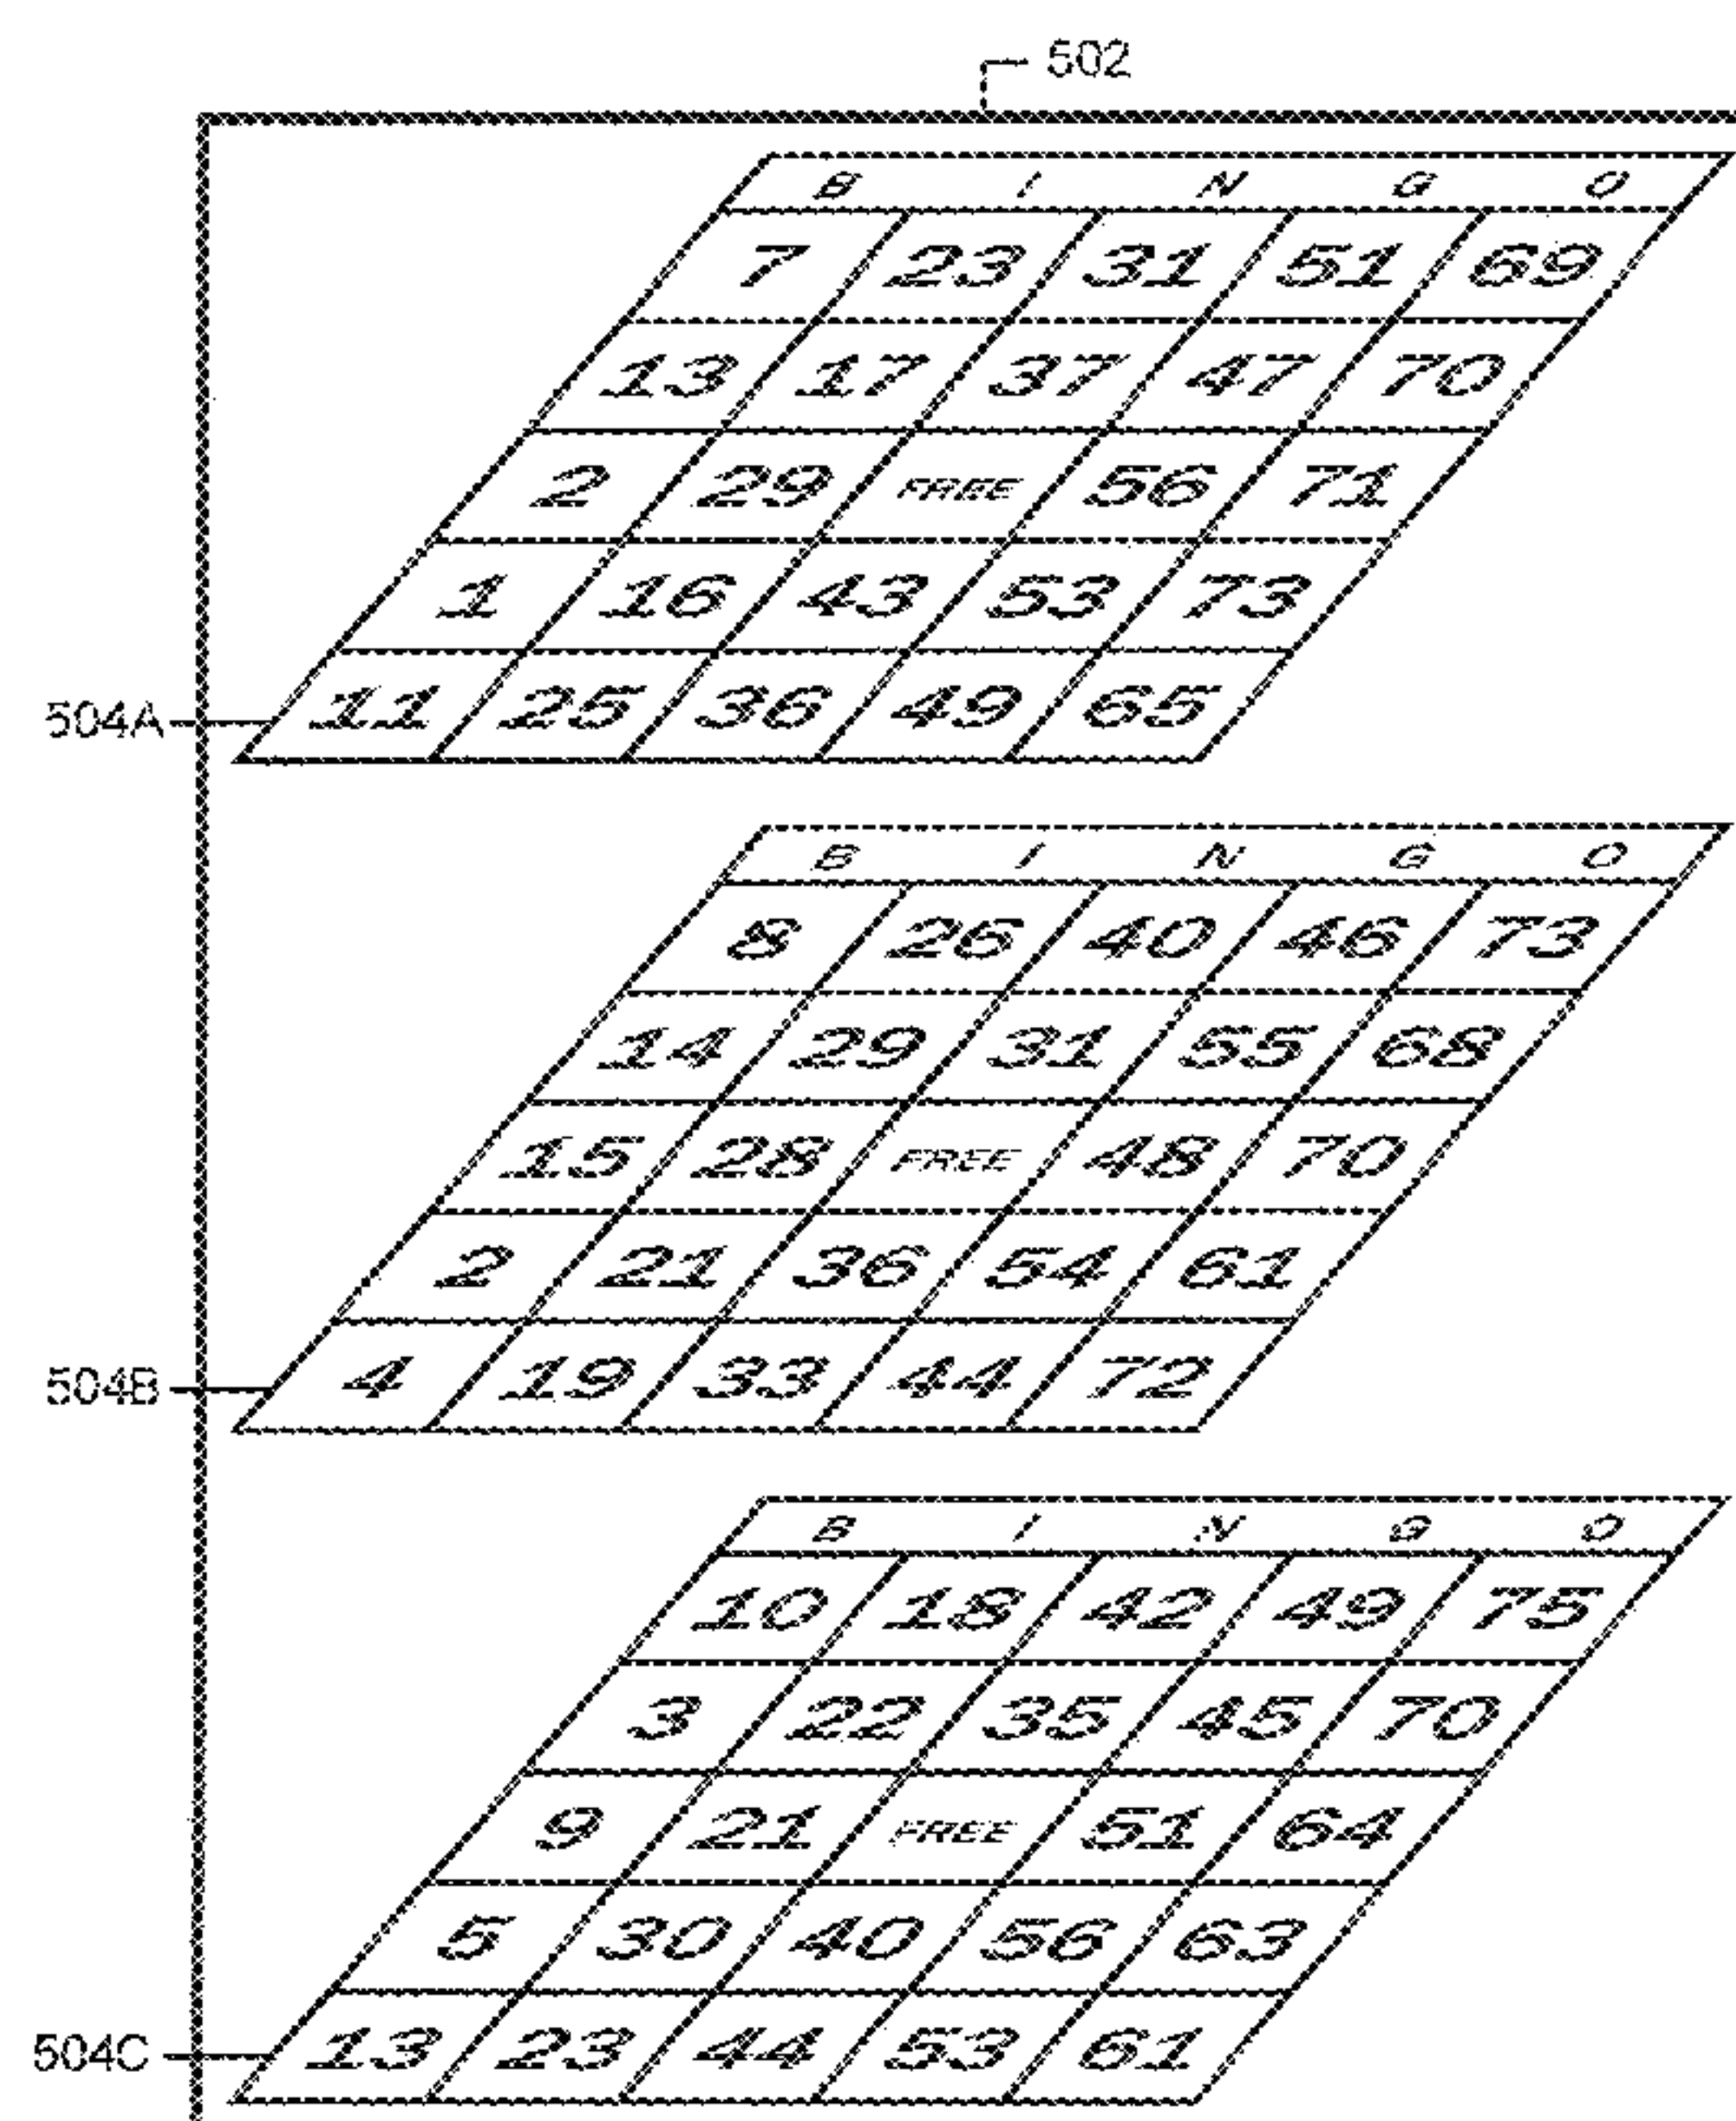 502
B I N G O
7 23 31 51 69
13 17 37 47 70
2 29 FREE 56 71
1 16 43 53 73
504A 11 25 36 49 65
B I N G O
8 26 40 46 73
14 29 31 55 68
15 28 FREE 48 70
2 21 36 54 61
504B 4 19 33 44 72
B I N G O
10 18 42 49 75
3 22 35 45 70
9 21 FREE 51 64
5 30 40 56 63
504C 13 23 44 53 61